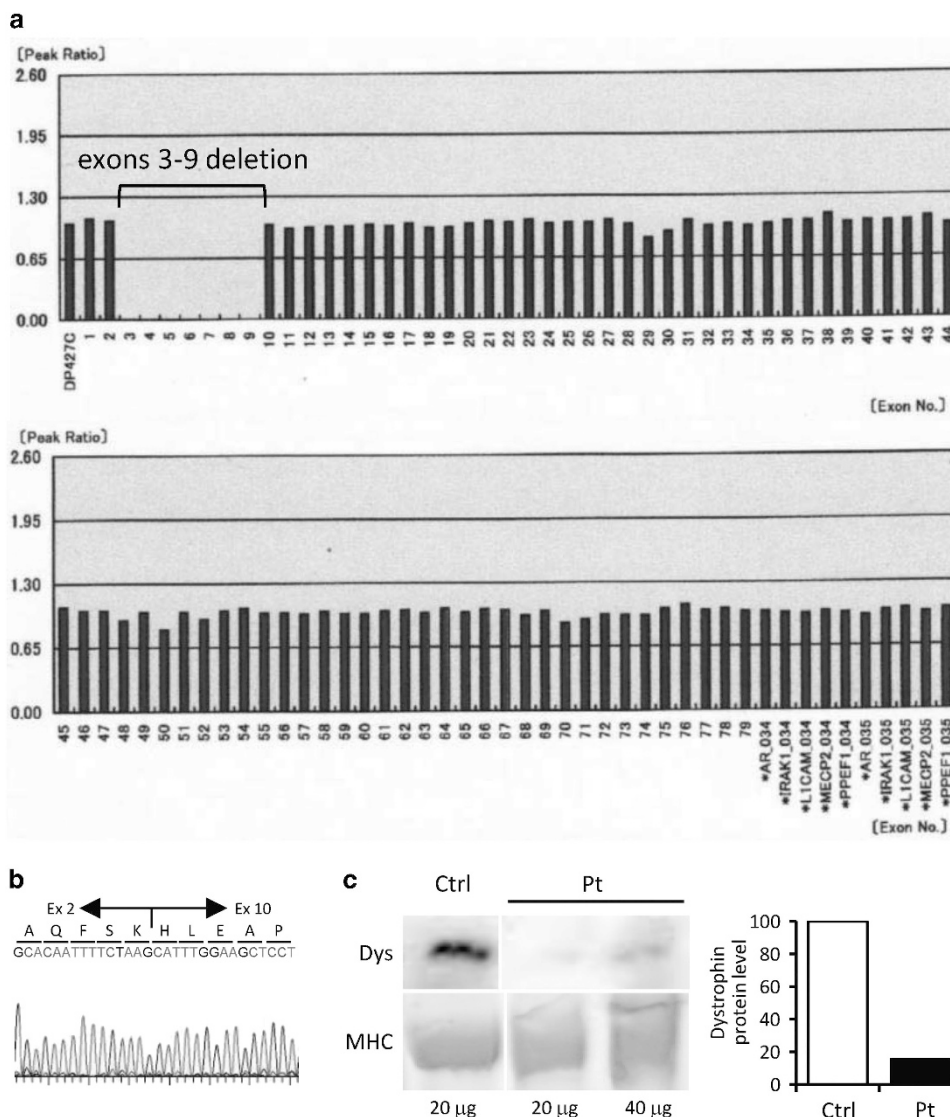 a
[Peak Ratio]
2.60
1.95
exons 3-9 deletion
1.30
0.65
0.00
DP427C 1 2 3 4 5 6 7 8 9 10 11 12 13 14 15 16 17 18 19 20 21 22 23 24 25 26 27 28 29 30 31 32 33 34 35 36 37 38 39 40 41 42 43 44
[Exon No.]
[Peak Ratio]
2.60
1.95
1.30
0.65
0.00
45 46 47 48 49 50 51 52 53 54 55 56 57 58 59 60 61 62 63 64 65 66 67 68 69 70 71 72 73 74 75 76 77 78 79 *AR_034 *IRAK1_034 *L1CAM_034 *MECP2_034 *PPEF1_034 *AR_035 *IRAK1_035 *L1CAM_035 *MECP2_035 *PPEF1_035
[Exon No.]
b
Ex 2 Ex 10
A Q F S K H L E A P
GCACAATTTTCTAAGCATTTGGAAGCTCCT
c
Ctrl Pt
Dys
MHC
20 µg 20 µg 40 µg
Dystrophin
protein level
100
80
60
40
20
0
Ctrl Pt